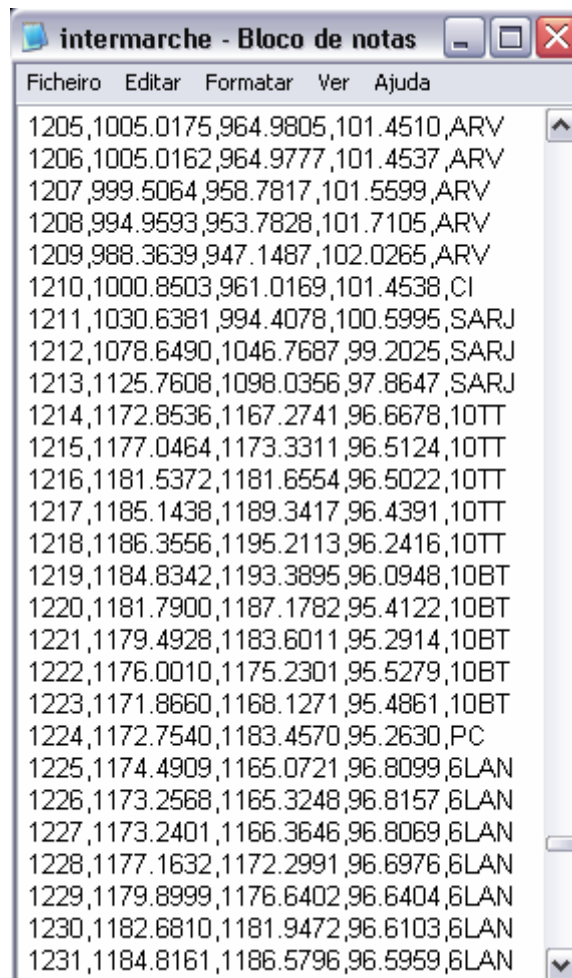 intermarche - Bloco de notas
Ficheiro Editar Formatar Ver Ajuda
1205,1005.0175,964.9805,101.4510,ARV
1206,1005.0162,964.9777,101.4537,ARV
1207,999.5064,958.7817,101.5599,ARV
1208,994.9593,953.7828,101.7105,ARV
1209,988.3639,947.1487,102.0265,ARV
1210,1000.8503,961.0169,101.4538,CI
1211,1030.6381,994.4078,100.5995,SARJ
1212,1078.6490,1046.7687,99.2025,SARJ
1213,1125.7608,1098.0356,97.8647,SARJ
1214,1172.8536,1167.2741,96.6678,10TT
1215,1177.0464,1173.3311,96.5124,10TT
1216,1181.5372,1181.6554,96.5022,10TT
1217,1185.1438,1189.3417,96.4391,10TT
1218,1186.3556,1195.2113,96.2416,10TT
1219,1184.8342,1193.3895,96.0948,10BT
1220,1181.7900,1187.1782,95.4122,10BT
1221,1179.4928,1183.6011,95.2914,10BT
1222,1176.0010,1175.2301,95.5279,10BT
1223,1171.8660,1168.1271,95.4861,10BT
1224,1172.7540,1183.4570,95.2630,PC
1225,1174.4909,1165.0721,96.8099,6LAN
1226,1173.2568,1165.3248,96.8157,6LAN
1227,1173.2401,1166.3646,96.8069,6LAN
1228,1177.1632,1172.2991,96.6976,6LAN
1229,1179.8999,1176.6402,96.6404,6LAN
1230,1182.6810,1181.9472,96.6103,6LAN
1231,1184.8161,1186.5796,96.5959,6LAN